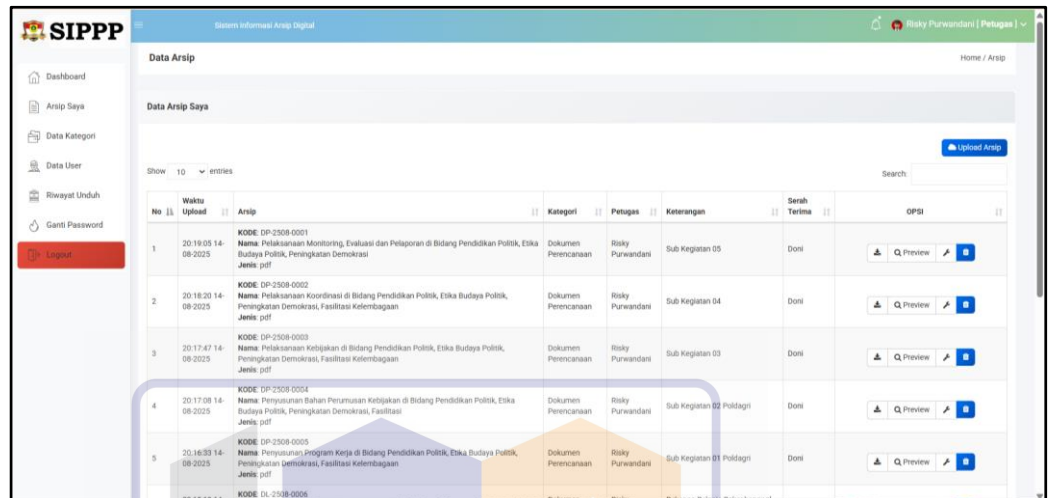 SIPPP
Sistem Informasi Arsip Digital
Risky Purwandani [ Petugas ]
Data Arsip
Home / Arsip
Dashboard
Arsip Saya
Data Kategori
Data User
Riwayat Unduh
Ganti Password
Logout
Data Arsip Saya
Upload Arsip
Show 10 entries
Search:
No Waktu Upload Arsip Kategori Petugas Keterangan Serah Terima OPSI
1 20:19:05 14-08-2025
KODE: DP-2508-0001
Nama: Pelaksanaan Monitoring, Evaluasi dan Pelaporan di Bidang Pendidikan Politik, Etika
Budaya Politik, Peningkatan Demokrasi
Jenis: pdf
Dokumen Perencanaan
Risky Purwandani
Sub Kegiatan 05
Doni
Preview
2 20:18:20 14-08-2025
KODE: DP-2508-0002
Nama: Pelaksanaan Koordinasi di Bidang Pendidikan Politik, Etika Budaya Politik,
Peningkatan Demokrasi, Fasilitasi Kelembagaan
Jenis: pdf
Dokumen Perencanaan
Risky Purwandani
Sub Kegiatan 04
Doni
Preview
3 20:17:47 14-08-2025
KODE: DP-2508-0003
Nama: Pelaksanaan Kebijakan di Bidang Pendidikan Politik, Etika Budaya Politik,
Peningkatan Demokrasi, Fasilitasi Kelembagaan
Jenis: pdf
Dokumen Perencanaan
Risky Purwandani
Sub Kegiatan 03
Doni
Preview
4 20:17:08 14-08-2025
KODE: DP-2508-0004
Nama: Penyusunan Bahan Perumusan Kebijakan di Bidang Pendidikan Politik, Etika
Budaya Politik, Peningkatan Demokrasi, Fasilitasi
Jenis: pdf
Dokumen Perencanaan
Risky Purwandani
Sub Kegiatan 02 Poldagri
Doni
Preview
5 20:16:33 14-08-2025
KODE: DP-2508-0005
Nama: Penyusunan Program Kerja di Bidang Pendidikan Politik, Etika Budaya Politik,
Peningkatan Demokrasi, Fasilitasi Kelembagaan
Jenis: pdf
Dokumen Perencanaan
Risky Purwandani
Sub Kegiatan 01 Poldagri
Doni
Preview
KODE: DL-2508-0006